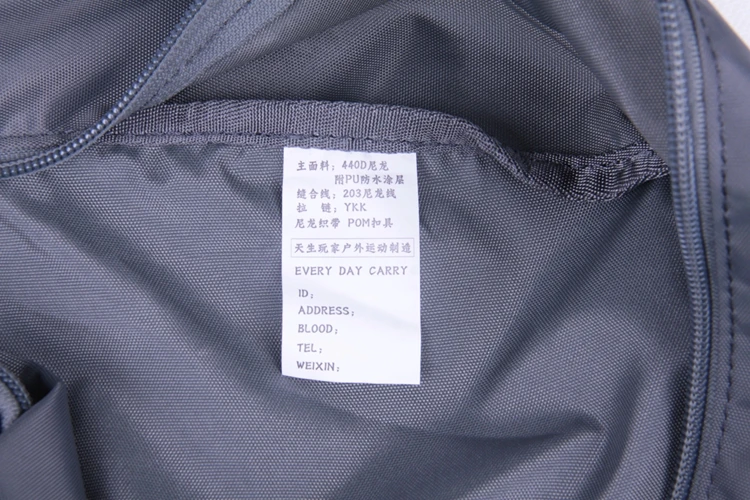 主面料：440D尼龙
附PU防水涂层
缝合线：203尼龙线
拉 链：YKK
尼龙织带 POM扣具
天生玩家户外运动制造
EVERY DAY CARRY
ID:
ADDRESS:
BLOOD:
TEL:
WEIXIN: